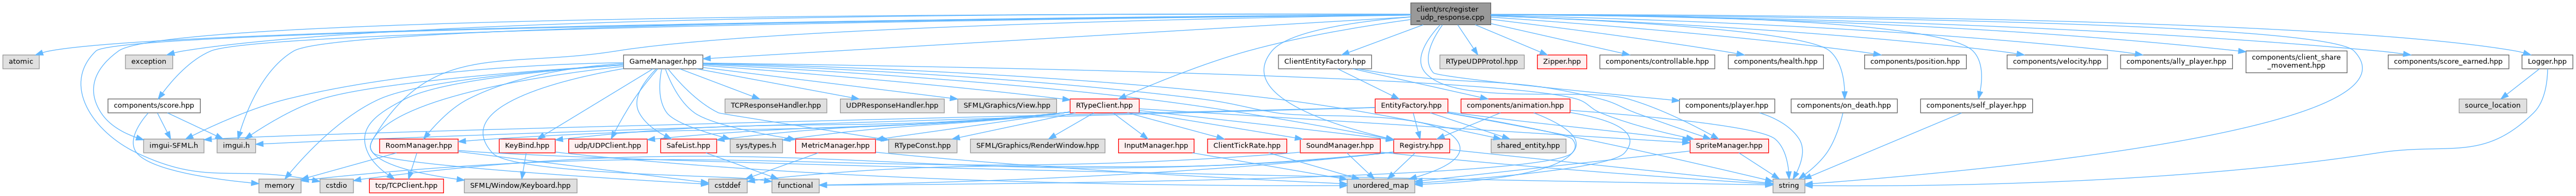 client/src/register
_udp_response.cpp
atomic
exception
GameManager.hpp
ClientEntityFactory.hpp
RTypeUDPProtol.hpp
Zipper.hpp
components/controllable.hpp
components/health.hpp
components/position.hpp
components/velocity.hpp
components/ally_player.hpp
components/client_share
_movement.hpp
components/score_earned.hpp
Logger.hpp
components/score.hpp
TCPResponseHandler.hpp
UDPResponseHandler.hpp
SFML/Graphics/View.hpp
RTypeClient.hpp
EntityFactory.hpp
components/animation.hpp
components/player.hpp
components/on_death.hpp
components/self_player.hpp
source_location
imgui-SFML.h
imgui.h
RoomManager.hpp
KeyBind.hpp
udp/UDPClient.hpp
SafeList.hpp
sys/types.h
MetricManager.hpp
RTypeConst.hpp
SFML/Graphics/RenderWindow.hpp
InputManager.hpp
ClientTickRate.hpp
SoundManager.hpp
Registry.hpp
shared_entity.hpp
SpriteManager.hpp
memory
cstdio
tcp/TCPClient.hpp
SFML/Window/Keyboard.hpp
cstddef
functional
unordered_map
string